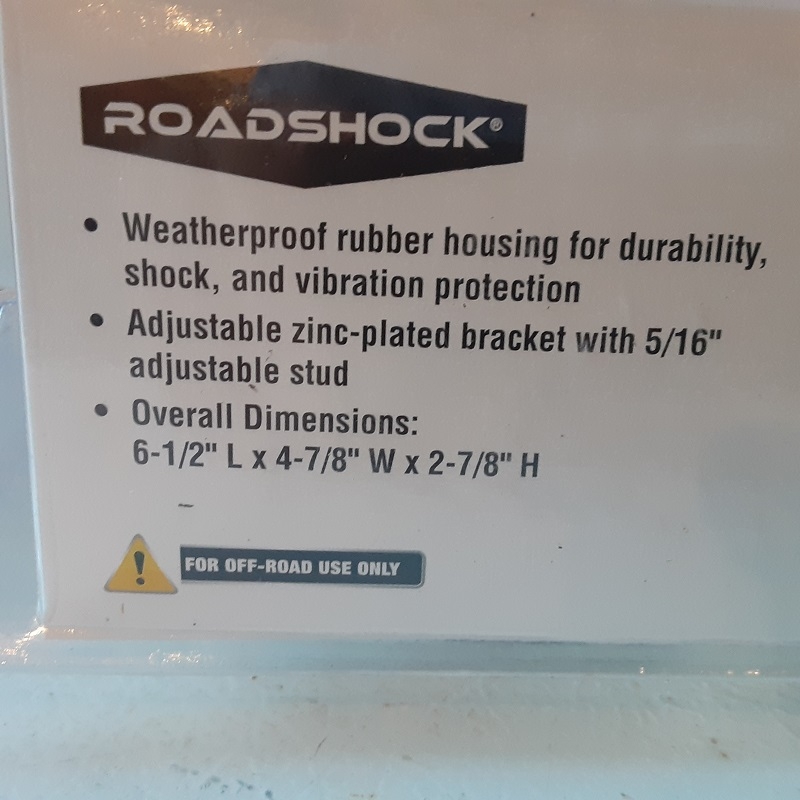 ROADSHOCK®
• Weatherproof rubber housing for durability,
shock, and vibration protection
• Adjustable zinc-plated bracket with 5/16"
adjustable stud
• Overall Dimensions:
6-1/2" L x 4-7/8" W x 2-7/8" H
! FOR OFF-ROAD USE ONLY